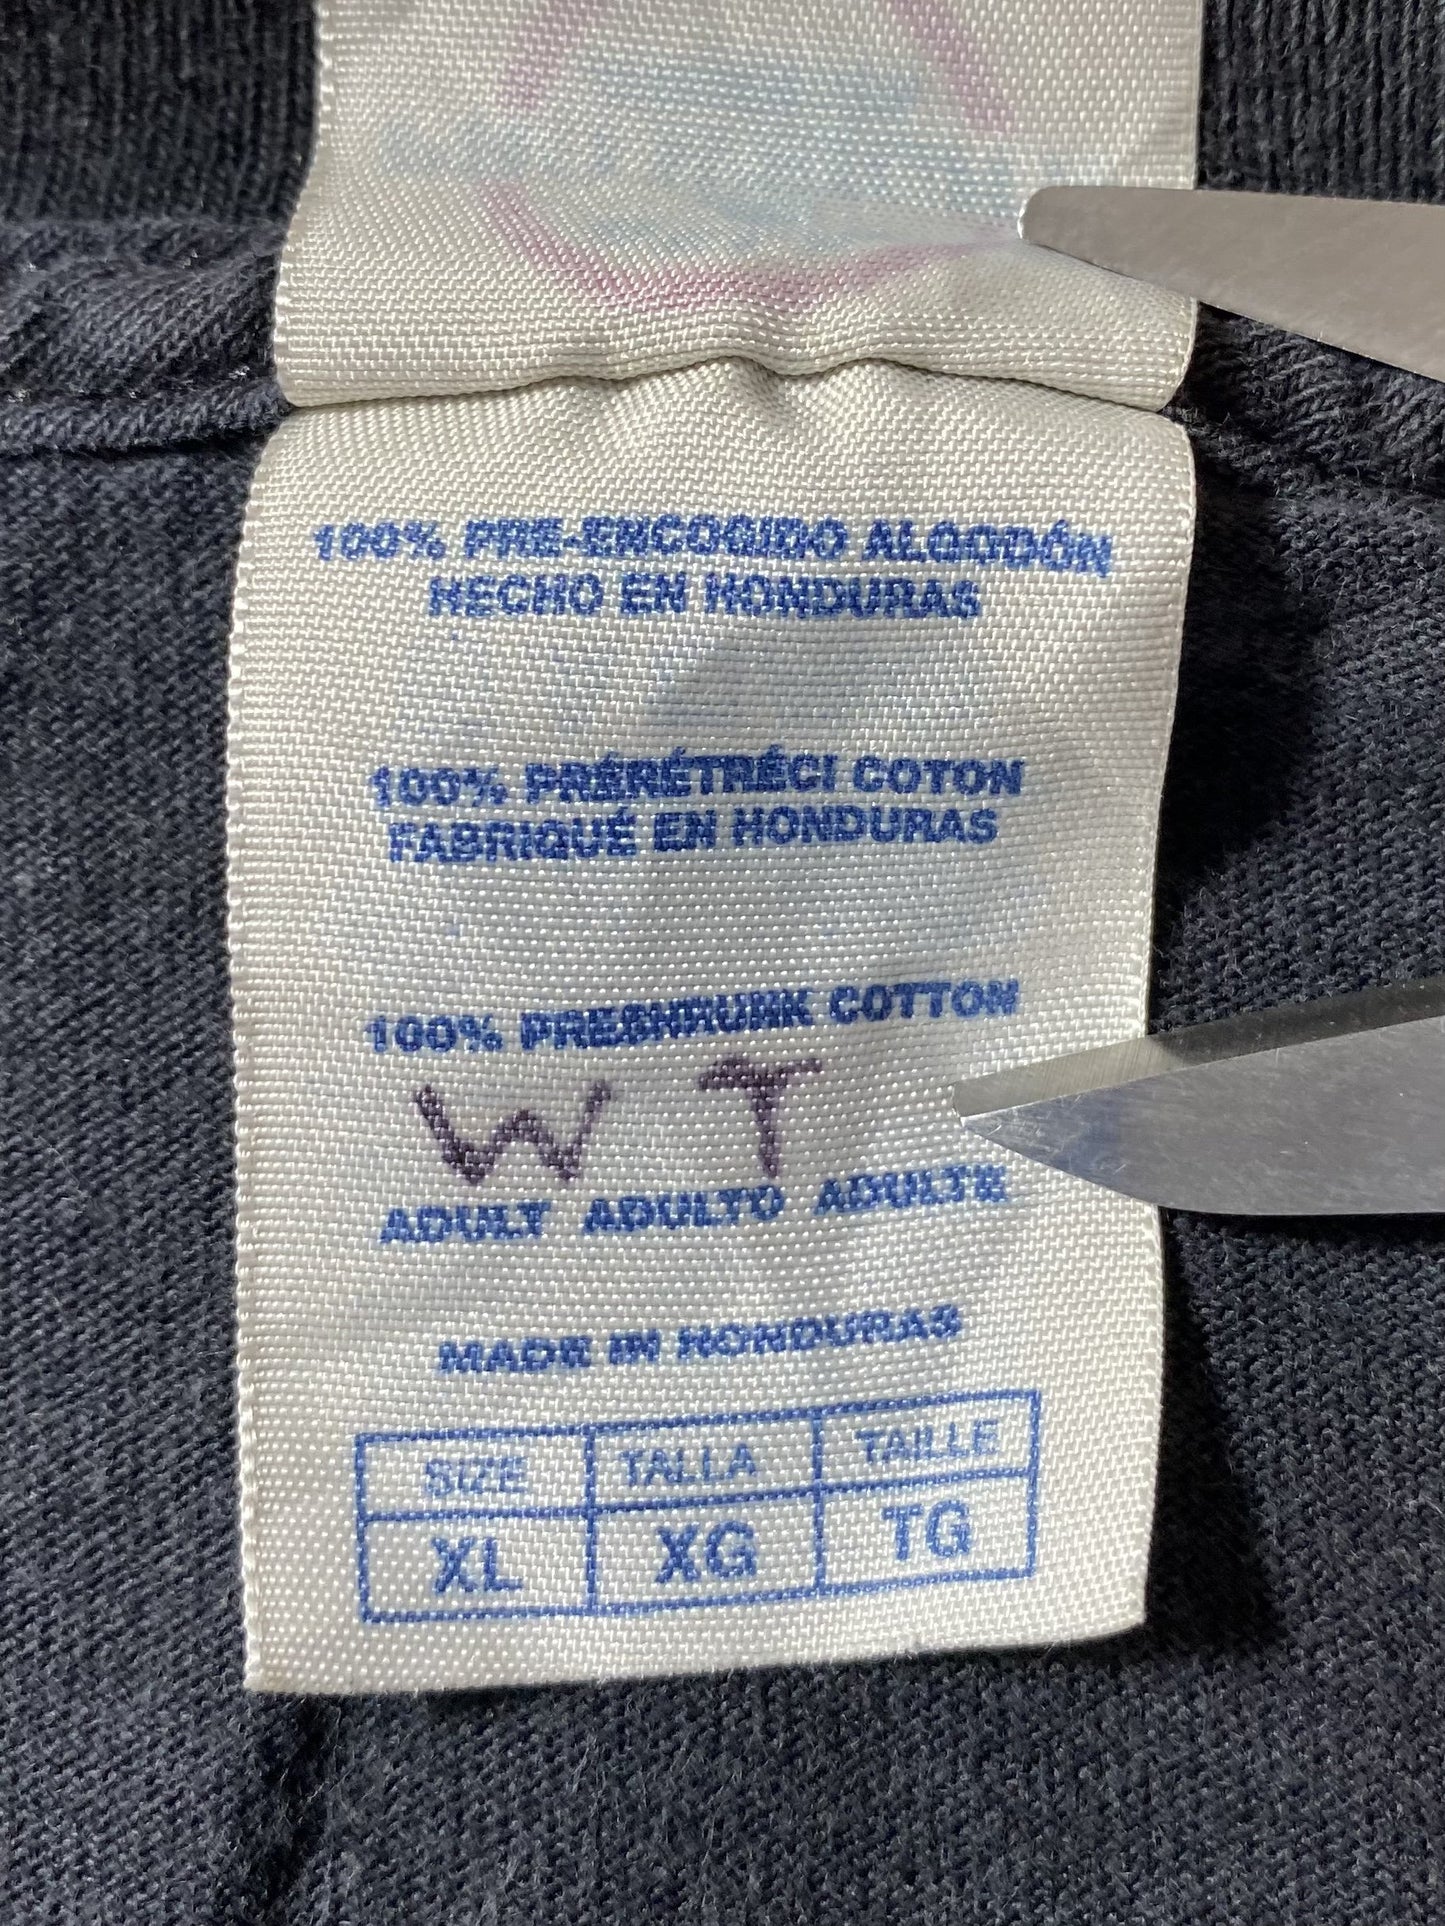 100% PRE-ENCOGIDO ALGODÓN
HECHO EN HONDURAS
100% PRÉRÉTRÉCI COTON
FABRIQUÉ EN HONDURAS
100% PRESHRUNK COTTON
W T
ADULT ADULTO ADULTE
MADE IN HONDURAS
SIZE TALLA TAILLE
XL XG TG